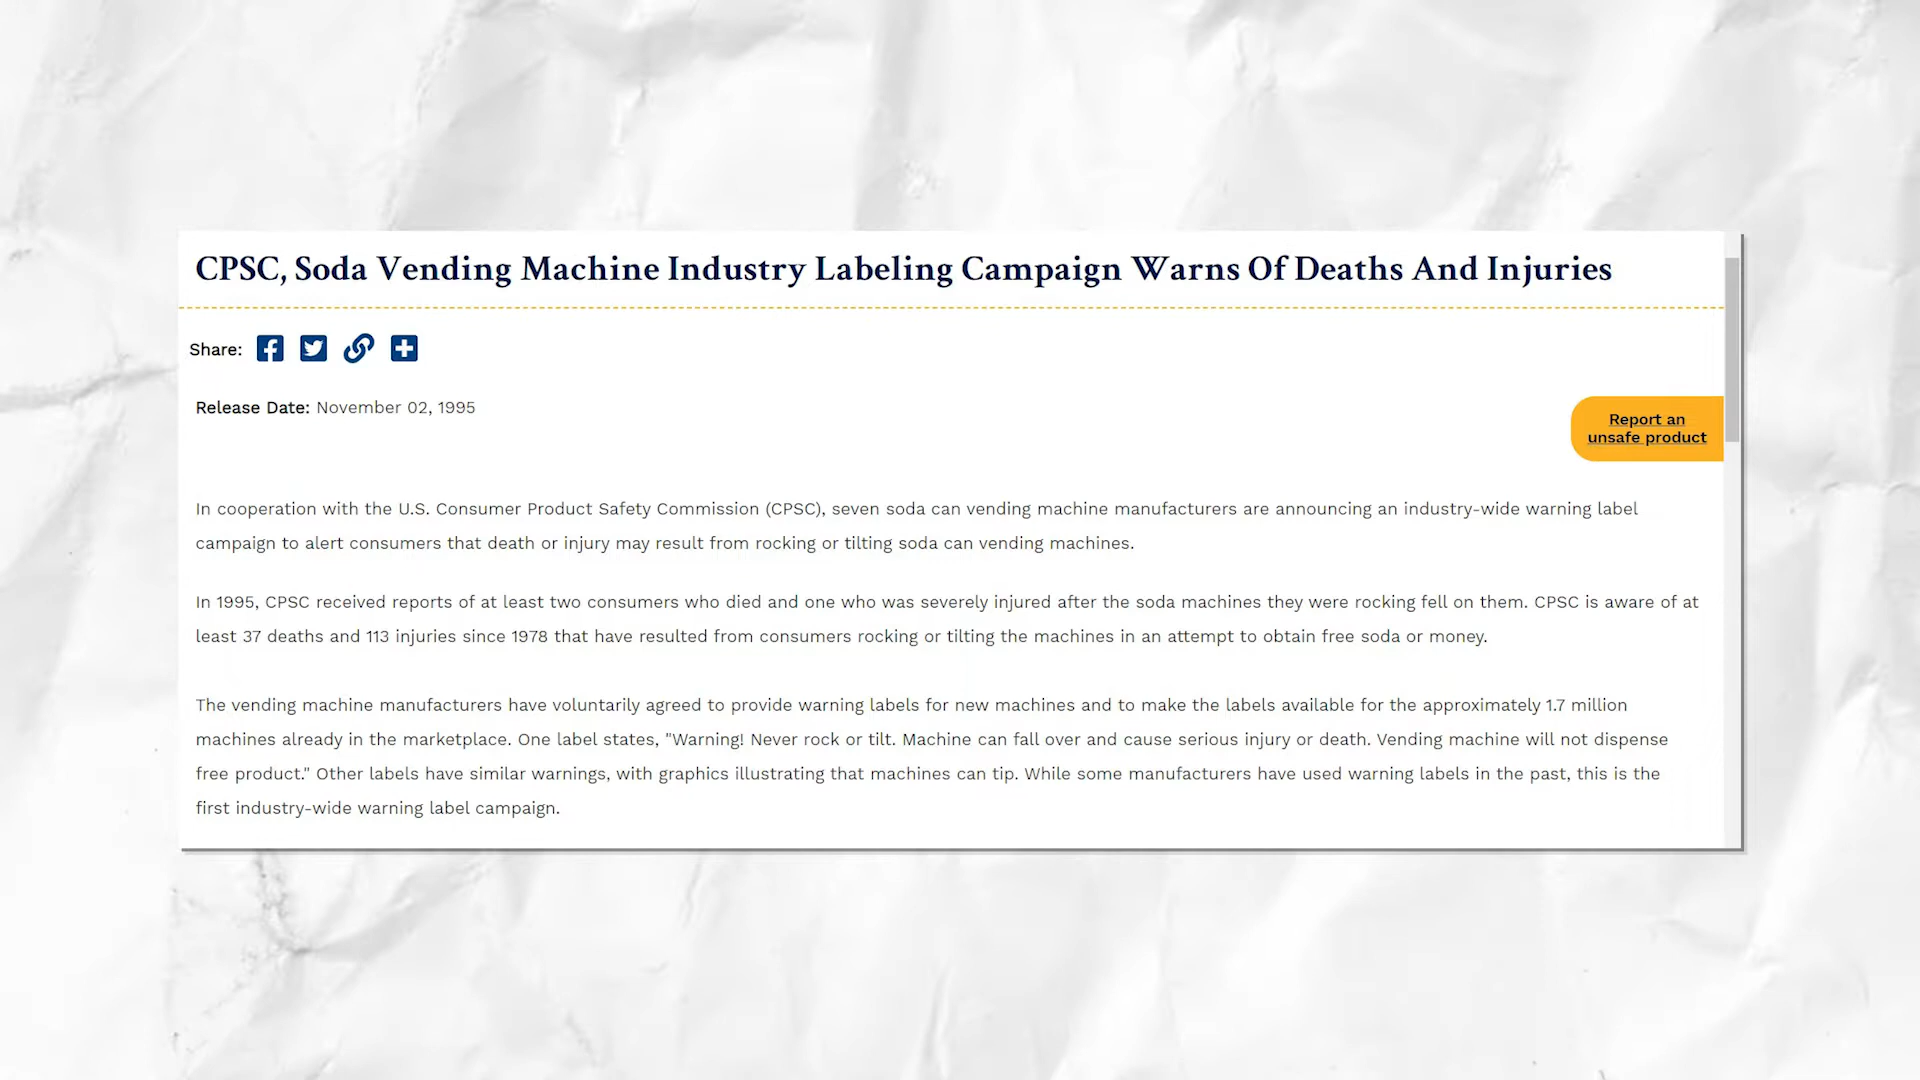 CPSC, Soda Vending Machine Industry Labeling Campaign Warns Of Deaths And Injuries
Share:
Release Date: November 02, 1995
Report an
unsafe product
In cooperation with the U.S. Consumer Product Safety Commission (CPSC), seven soda can vending machine manufacturers are announcing an industry-wide warning label
campaign to alert consumers that death or injury may result from rocking or tilting soda can vending machines.
In 1995, CPSC received reports of at least two consumers who died and one who was severely injured after the soda machines they were rocking fell on them. CPSC is aware of at
least 37 deaths and 113 injuries since 1978 that have resulted from consumers rocking or tilting the machines in an attempt to obtain free soda or money.
The vending machine manufacturers have voluntarily agreed to provide warning labels for new machines and to make the labels available for the approximately 1.7 million
machines already in the marketplace. One label states, "Warning! Never rock or tilt. Machine can fall over and cause serious injury or death. Vending machine will not dispense
free product." Other labels have similar warnings, with graphics illustrating that machines can tip. While some manufacturers have used warning labels in the past, this is the
first industry-wide warning label campaign.